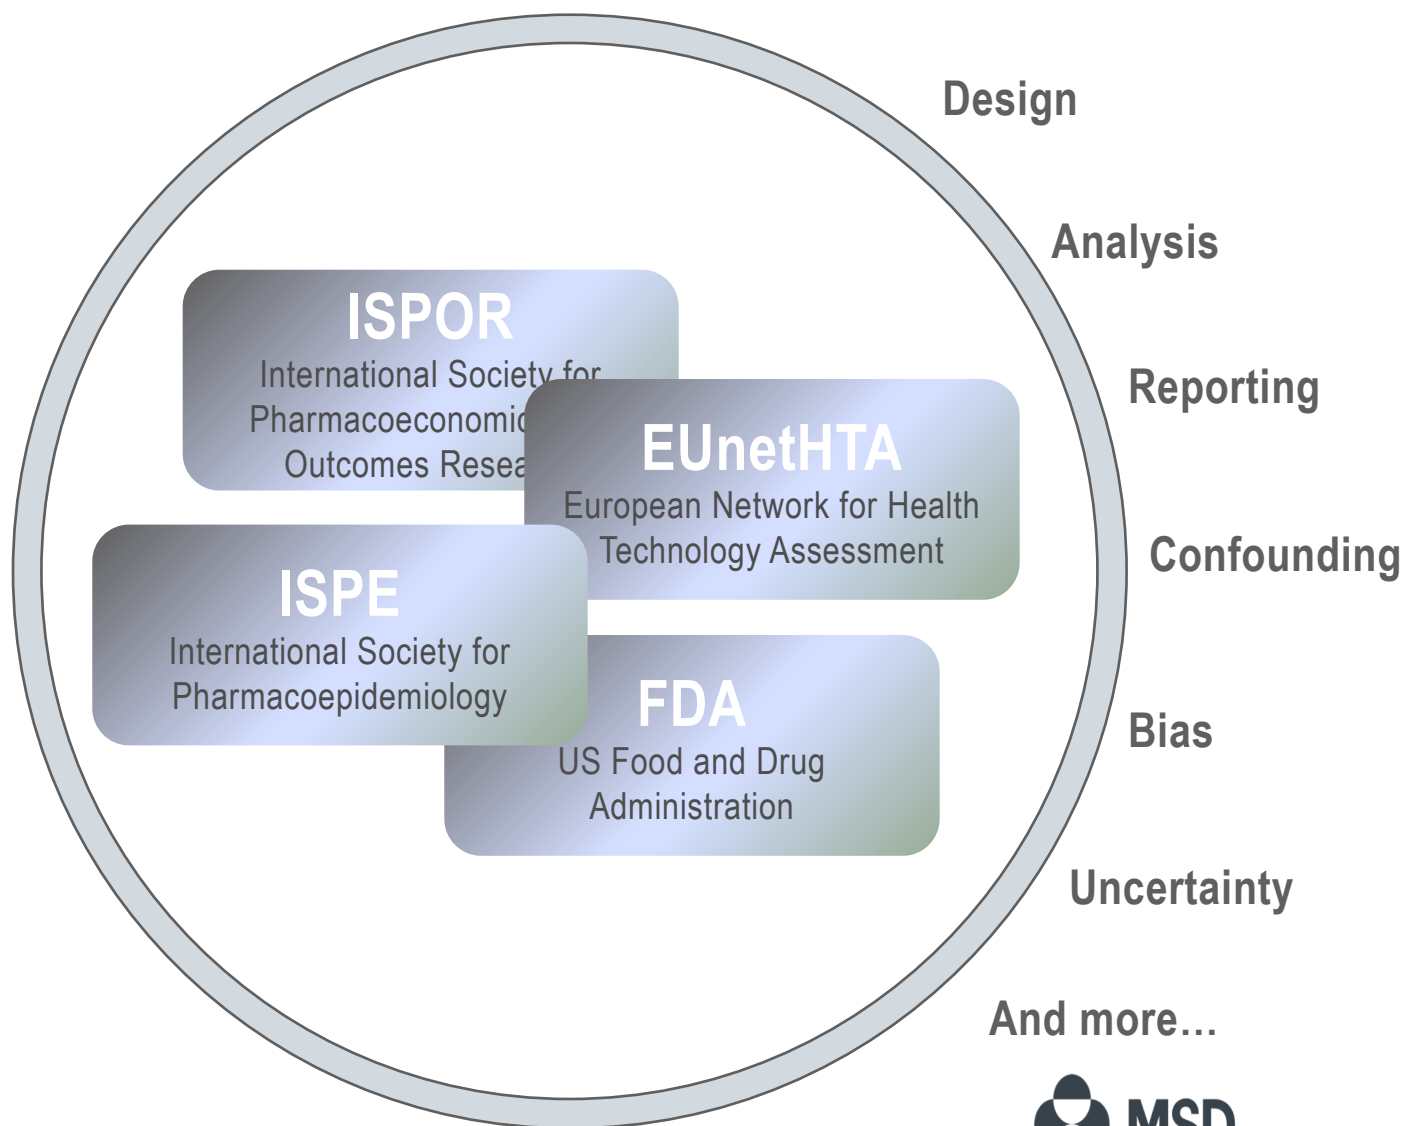 Design
Analysis
Reporting
Confounding
Bias
Uncertainty
And more…
ISPOR
International Society for
Pharmacoeconomic
Outcomes Resea
EUnetHTA
European Network for Health
Technology Assessment
ISPE
International Society for
Pharmacoepidemiology
FDA
US Food and Drug
Administration
MSD